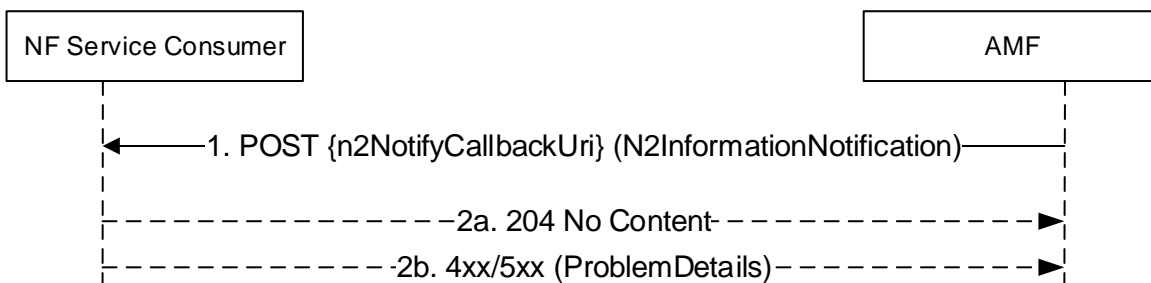 NF Service Consumer
AMF
1. POST {n2NotifyCallbackUri} (N2InformationNotification)
2a. 204 No Content
2b. 4xx/5xx (ProblemDetails)